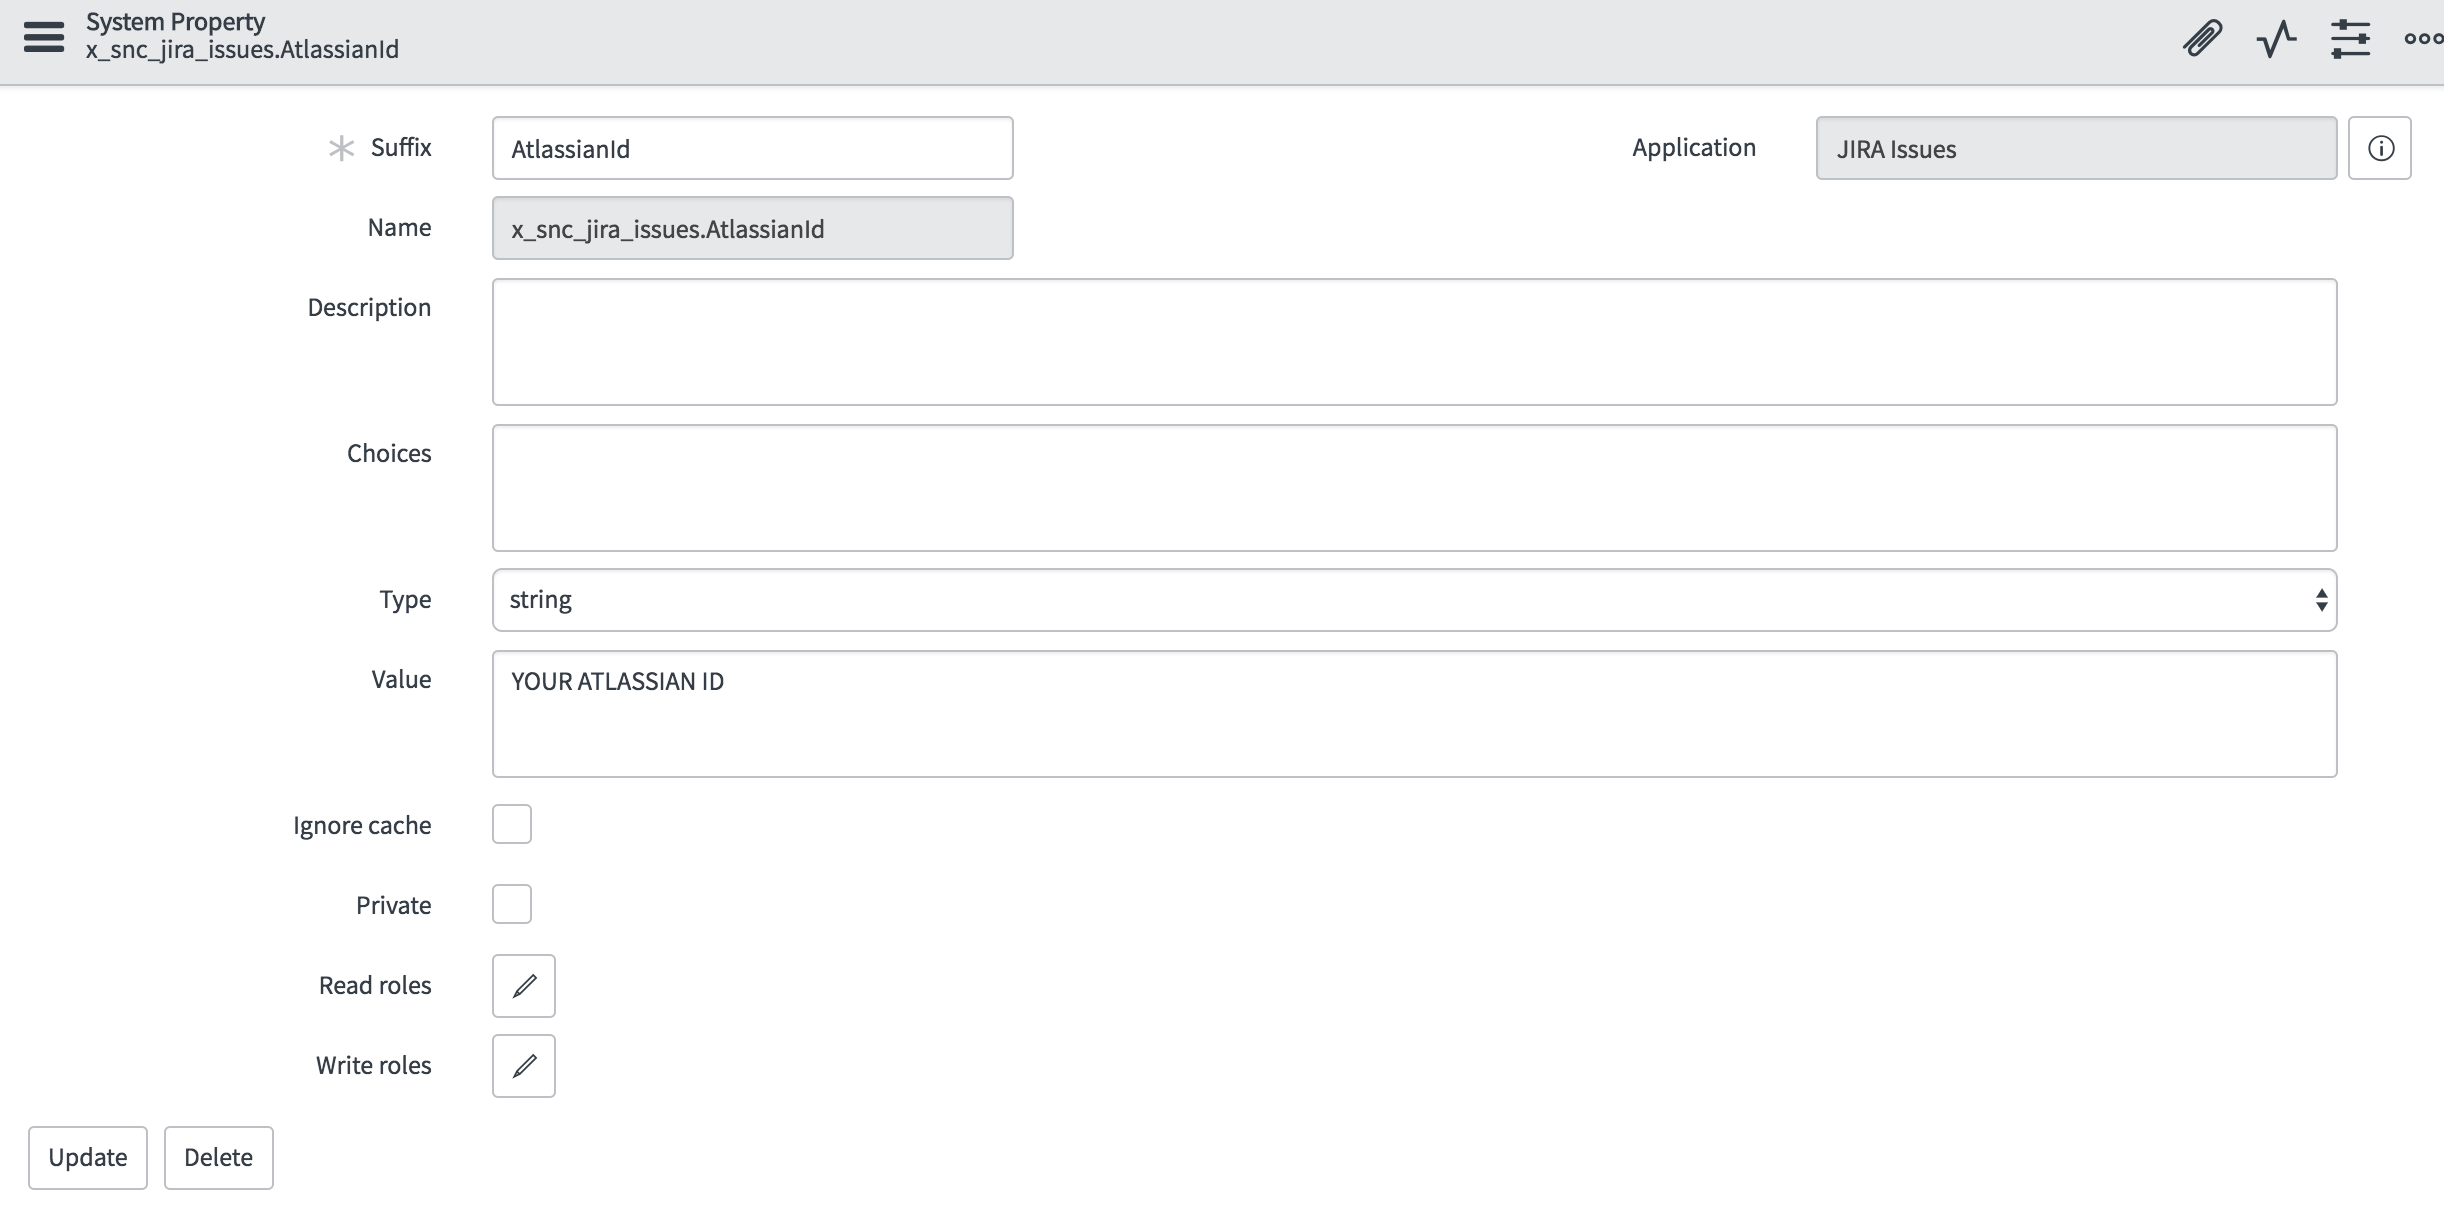 System Property
x_snc_jira_issues.AtlassianId
Suffix AtlassianId Application JIRA Issues
Name x_snc_jira_issues.AtlassianId
Description
Choices
Type string
Value YOUR ATLASSIAN ID
Ignore cache
Private
Read roles
Write roles
Update Delete